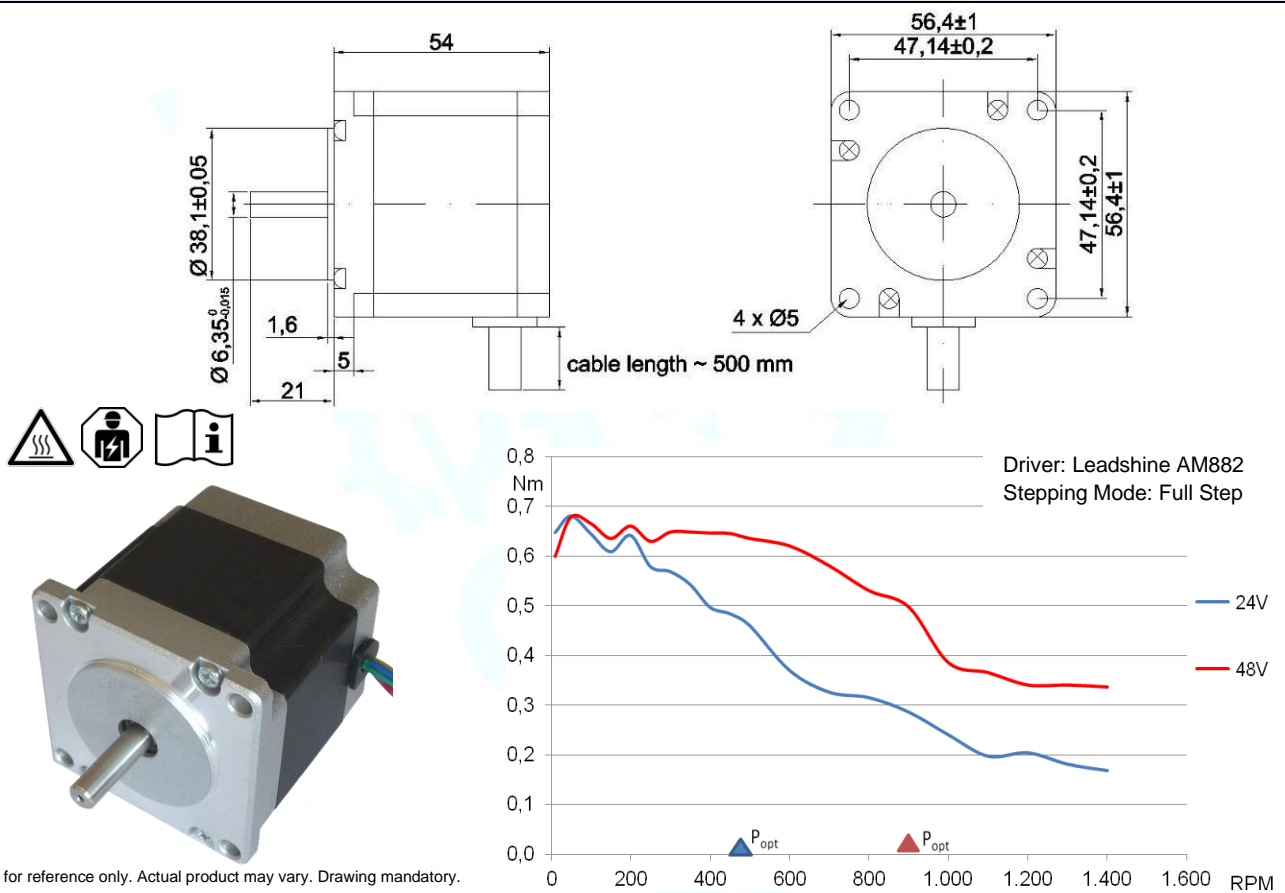 54
Ø 38,1±0,05
Ø 6,35 0 -0,015
1,6
5
21
cable length ~ 500 mm
56,4±1
47,14±0,2
47,14±0,2
56,4±1
4 x Ø5
i
for reference only. Actual product may vary. Drawing mandatory.
Driver: Leadshine AM882
Stepping Mode: Full Step
0,8
Nm
0,7
0,6
0,5
0,4
0,3
0,2
0,1
0,0
24V
48V
Popt
Popt
0 200 400 600 800 1.000 1.200 1.400 1.600 RPM